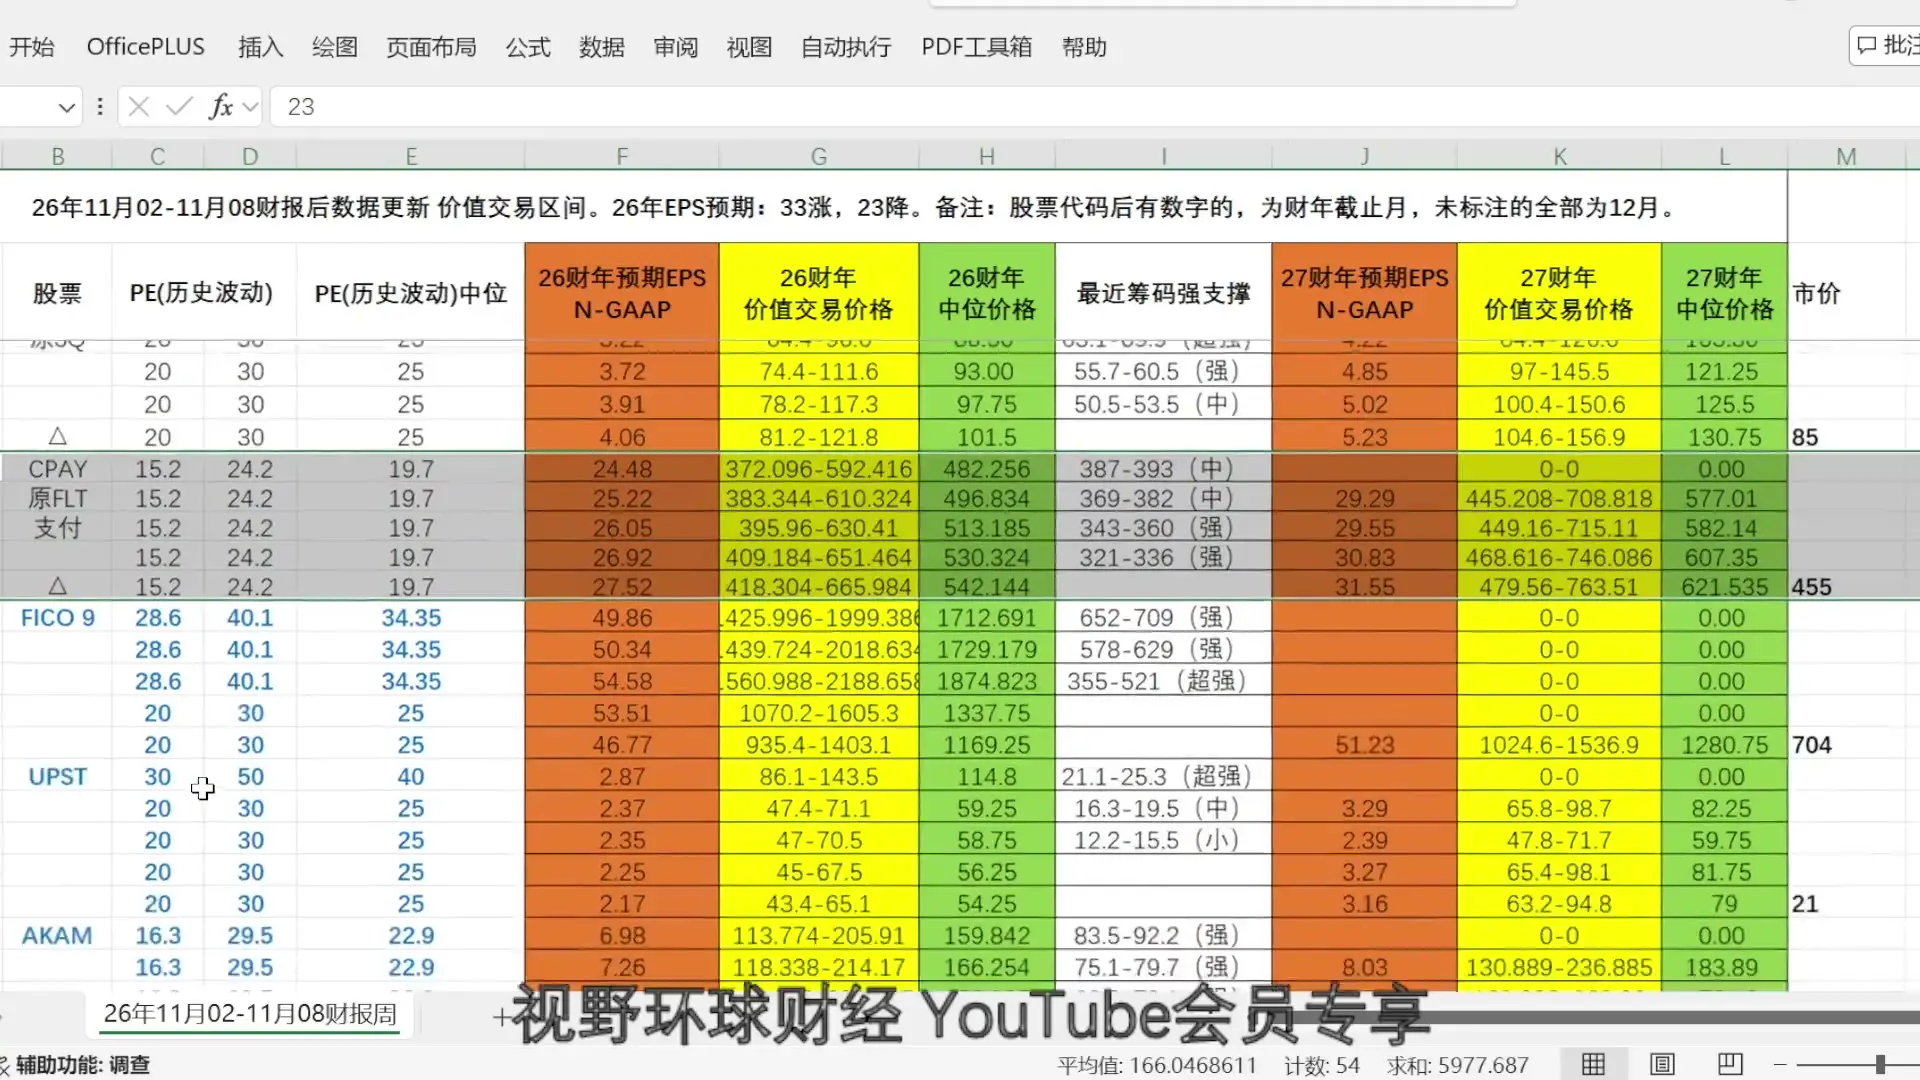 开始 OfficePLUS 插入 绘图 页面布局 公式 数据 审阅 视图 自动执行 PDF工具箱 帮助 批注
fx 23
B C D E F G H I J K L M
26年11月02-11月08财报后数据更新 价值交易区间。26年EPS预期：33涨，23降。备注：股票代码后有数字的，为财年截止月，未标注的全部为12月。
股票 PE(历史波动) PE(历史波动)中位 26财年预期EPS N-GAAP 26财年 价值交易价格 26财年 中位价格 最近筹码强支撑 27财年预期EPS N-GAAP 27财年 价值交易价格 27财年 中位价格 市价
20 30 25 3.72 74.4-111.6 93.00 55.7-60.5（强） 4.85 97-145.5 121.25
20 30 25 3.91 78.2-117.3 97.75 50.5-53.5（中） 5.02 100.4-150.6 125.5
△ 20 30 25 4.06 81.2-121.8 101.5 5.23 104.6-156.9 130.75 85
CPAY 15.2 24.2 19.7 24.48 372.096-592.416 482.256 387-393（中） 0-0 0.00
原FLT 15.2 24.2 19.7 25.22 383.344-610.324 496.834 369-382（中） 29.29 445.208-708.818 577.01
支付 15.2 24.2 19.7 26.05 395.96-630.41 513.185 343-360（强） 29.55 449.16-715.11 582.14
15.2 24.2 19.7 26.92 409.184-651.464 530.324 321-336（强） 30.83 468.616-746.086 607.35
△ 15.2 24.2 19.7 27.52 418.304-665.984 542.144 31.55 479.56-763.51 621.535 455
FICO 9 28.6 40.1 34.35 49.86 425.996-1999.386 1712.691 652-709（强） 0-0 0.00
28.6 40.1 34.35 50.34 439.724-2018.634 1729.179 578-629（强） 0-0 0.00
28.6 40.1 34.35 54.58 560.988-2188.658 1874.823 355-521（超强） 0-0 0.00
20 30 25 53.51 1070.2-1605.3 1337.75 0-0 0.00
20 30 25 46.77 935.4-1403.1 1169.25 51.23 1024.6-1536.9 1280.75 704
UPST 30 50 40 2.87 86.1-143.5 114.8 21.1-25.3（超强） 0-0 0.00
20 30 25 2.37 47.4-71.1 59.25 16.3-19.5（中） 3.29 65.8-98.7 82.25
20 30 25 2.35 47-70.5 58.75 12.2-15.5（小） 2.39 47.8-71.7 59.75
20 30 25 2.25 45-67.5 56.25 3.27 65.4-98.1 81.75
20 30 25 2.17 43.4-65.1 54.25 3.16 63.2-94.8 79 21
AKAM 16.3 29.5 22.9 6.98 113.774-205.91 159.842 83.5-92.2（强） 0-0 0.00
16.3 29.5 22.9 7.26 118.338-214.17 166.254 75.1-79.7（强） 8.03 130.889-236.885 183.89
26年11月02-11月08财报周
视野环球财经 YouTube会员专享
辅助功能: 调查 平均值: 166.0468611 计数: 54 求和: 5977.687